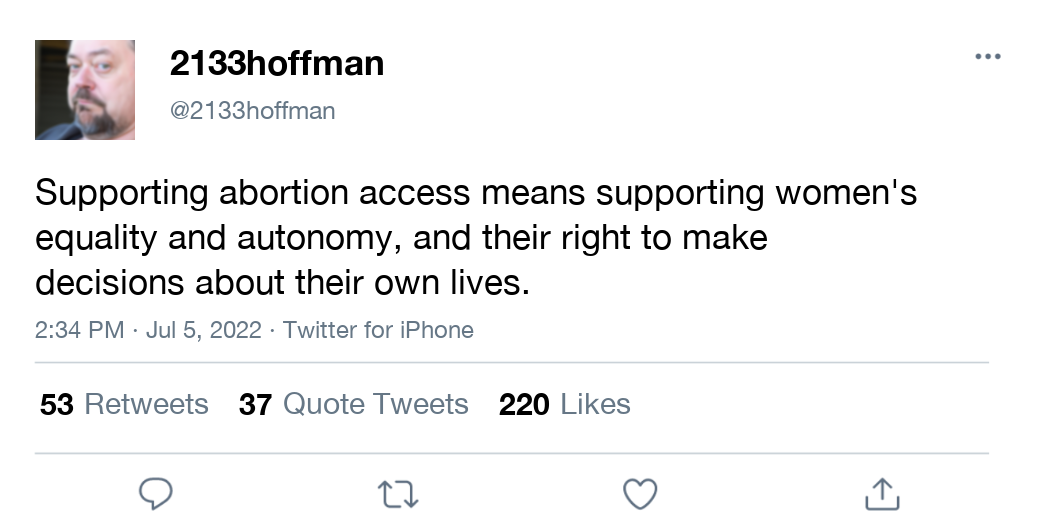 2133hoffman
@2133hoffman
Supporting abortion access means supporting women's
equality and autonomy, and their right to make
decisions about their own lives.
2:34 PM · Jul 5, 2022 · Twitter for iPhone
53 Retweets 37 Quote Tweets 220 Likes